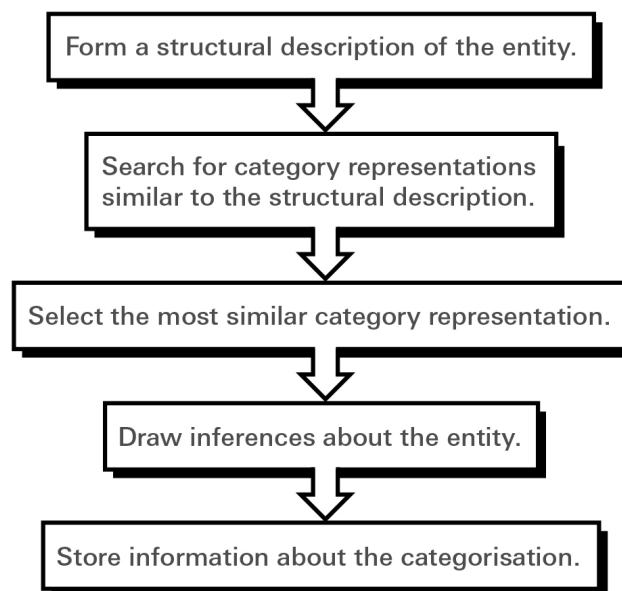 Form a structural description of the entity.
Search for category representations
similar to the structural description.
Select the most similar category representation.
Draw inferences about the entity.
Store information about the categorisation.